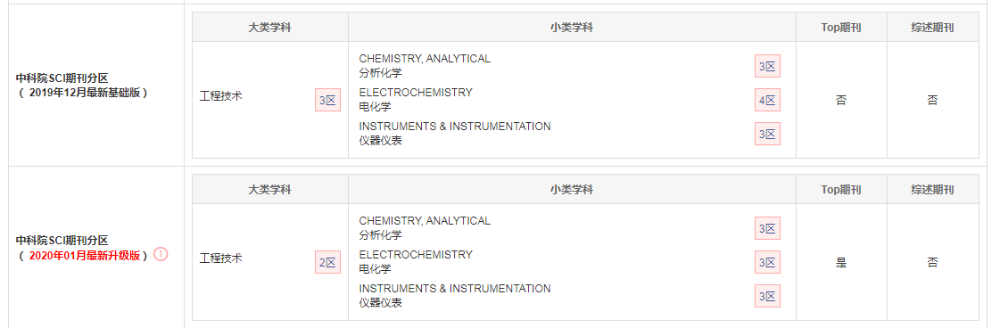 大类学科 小类学科 Top期刊 综述期刊
中科院SCI期刊分区
（ 2019年12月最新基础版）
工程技术 3区
CHEMISTRY, ANALYTICAL
分析化学
3区
ELECTROCHEMISTRY
电化学
4区
INSTRUMENTS & INSTRUMENTATION
仪器仪表
3区
否 否
大类学科 小类学科 Top期刊 综述期刊
中科院SCI期刊分区
（ 2020年01月最新升级版）
工程技术 2区
CHEMISTRY, ANALYTICAL
分析化学
3区
ELECTROCHEMISTRY
电化学
3区
INSTRUMENTS & INSTRUMENTATION
仪器仪表
3区
是 否